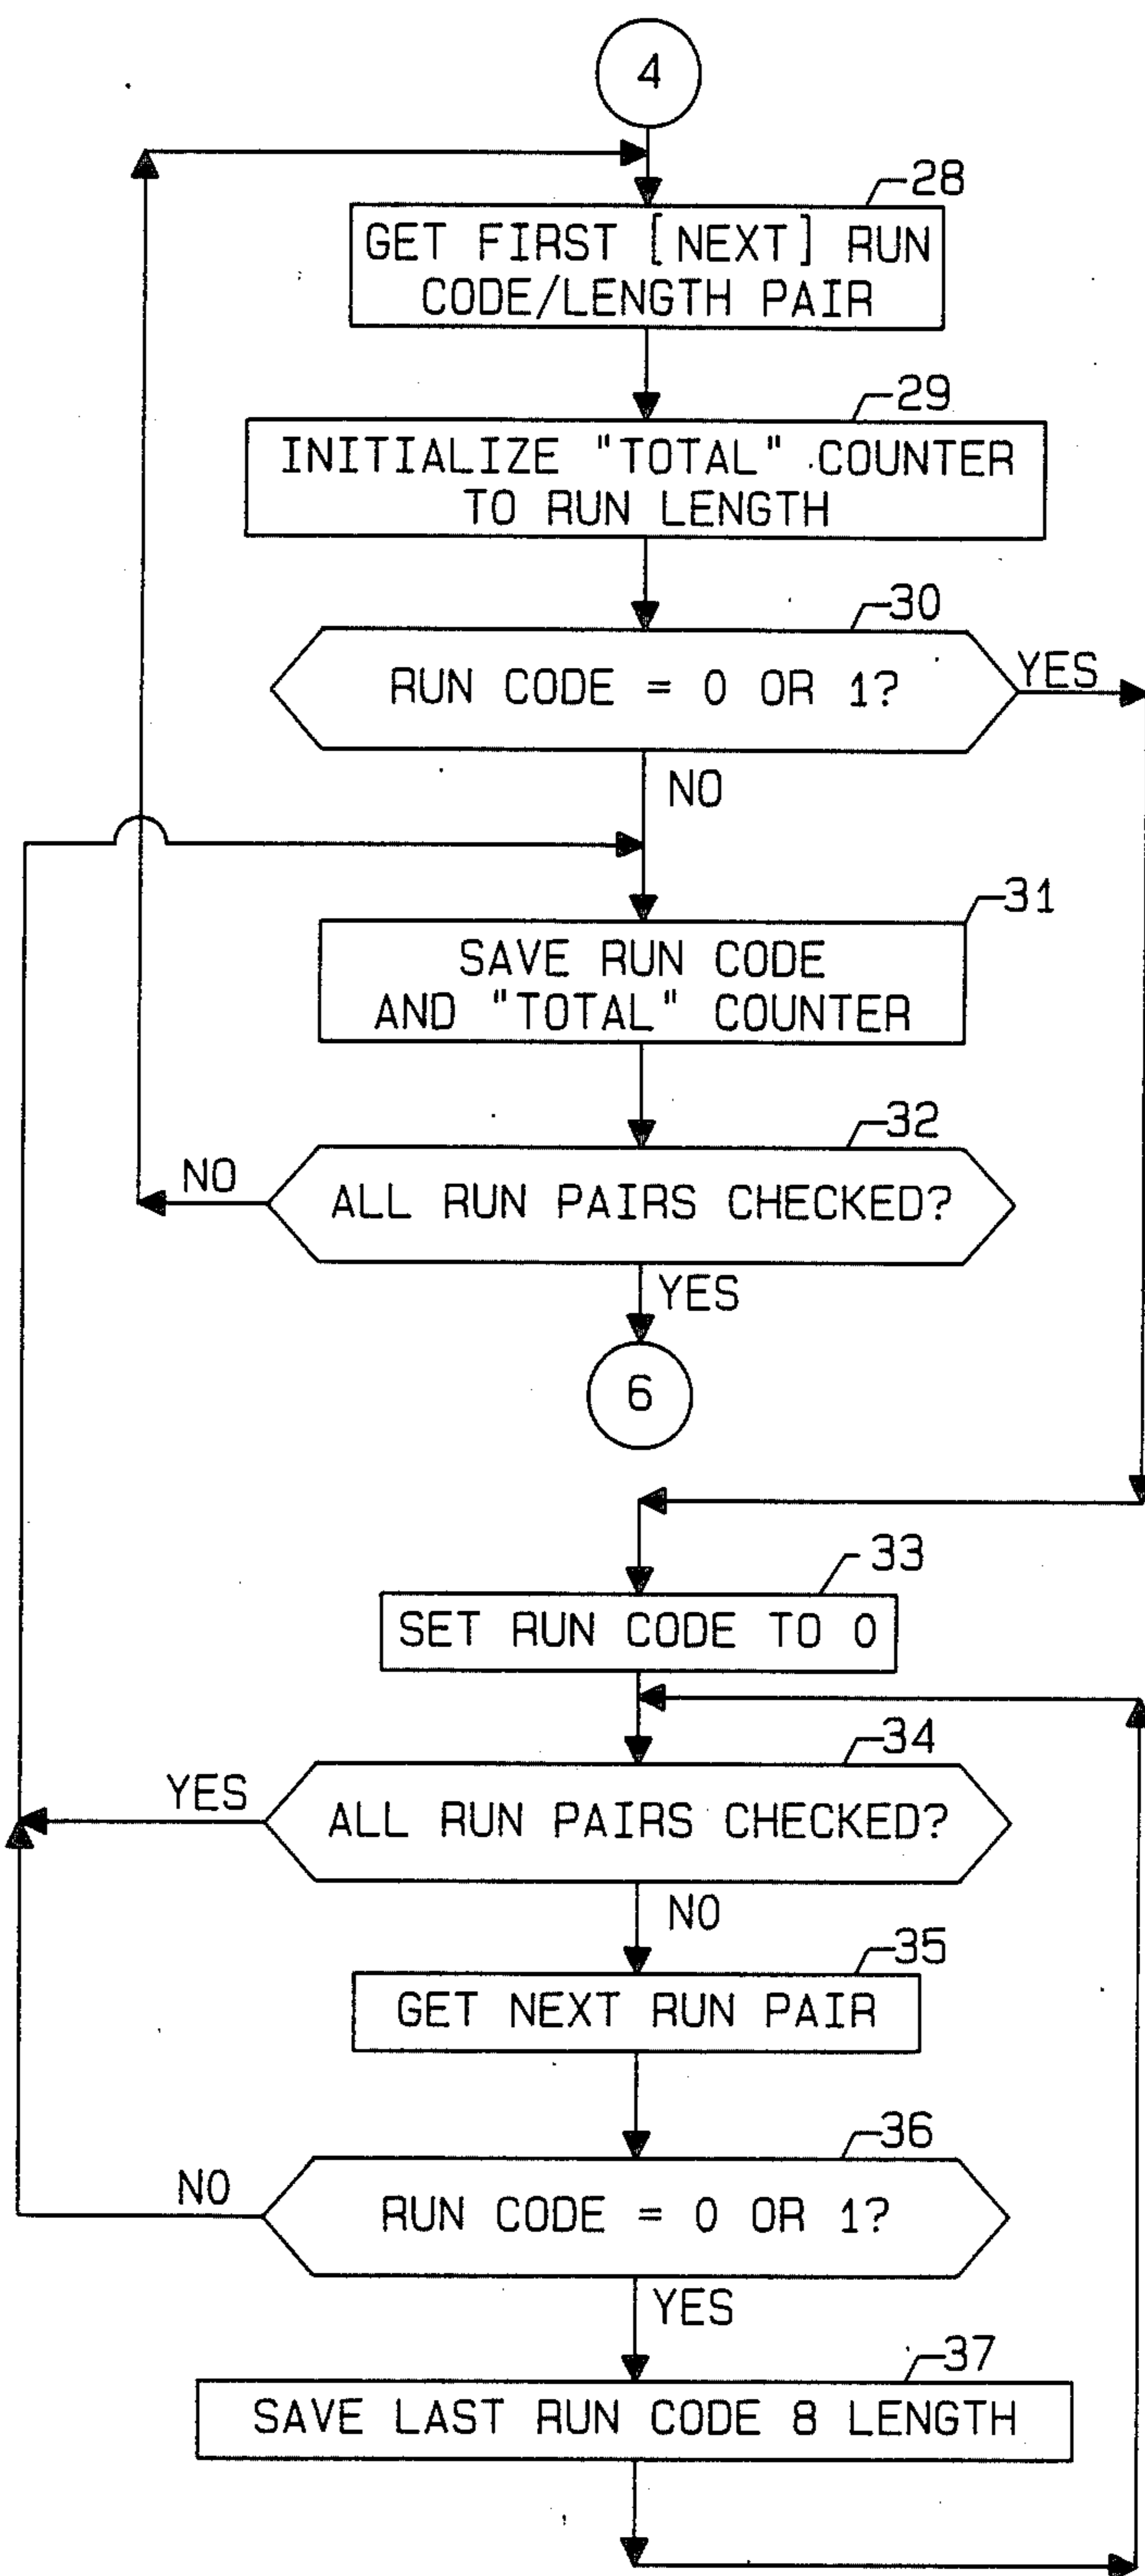 4
28
GET FIRST [NEXT] RUN
CODE/LENGTH PAIR
29
INITIALIZE "TOTAL" COUNTER
TO RUN LENGTH
30
RUN CODE = 0 OR 1?
YES
NO
31
SAVE RUN CODE
AND "TOTAL" COUNTER
32
NO
ALL RUN PAIRS CHECKED?
YES
6
33
SET RUN CODE TO 0
34
YES
ALL RUN PAIRS CHECKED?
NO
35
GET NEXT RUN PAIR
36
NO
RUN CODE = 0 OR 1?
YES
37
SAVE LAST RUN CODE 8 LENGTH